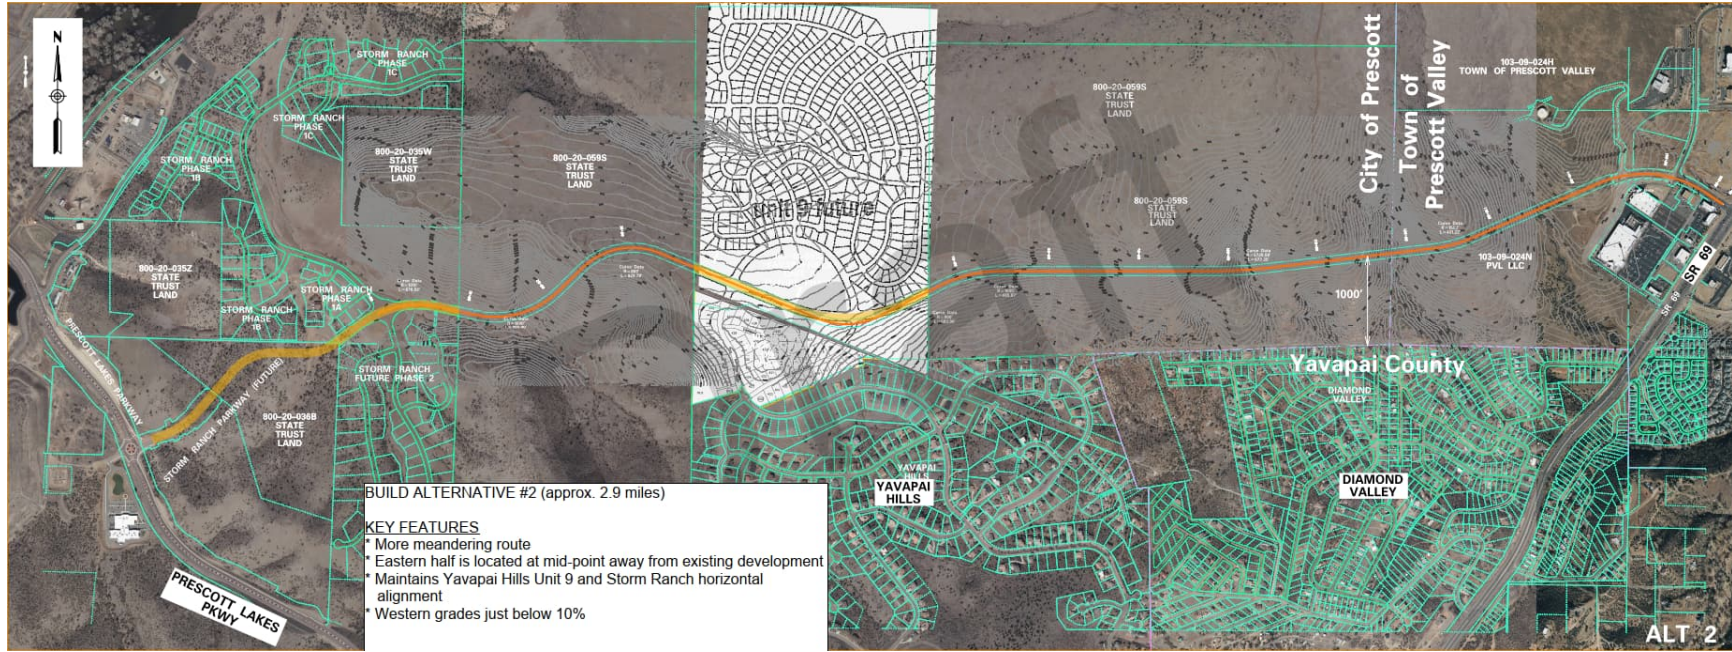 N
STORM RANCH
PHASE
1C
STORM RANCH
PHASE
1C
STORM RANCH
PHASE
1B
800-20-035W
STATE
TRUST
LAND
800-20-059S
STATE
TRUST
LAND
unit 9 future
800-20-059S
STATE
TRUST
LAND
800-20-059S
STATE
TRUST
LAND
City of Prescott
Town of
Prescott Valley
103-09-024H
TOWN OF PRESCOTT VALLEY
103-09-024N
PVL LLC
SR 69
SR 69
800-20-035Z
STATE
TRUST
LAND
STORM RANCH
PHASE
1A
STORM RANCH
PHASE
1B
PRESCOTT LAKES PARKWAY
STORM RANCH PARKWAY (FUTURE)
STORM RANCH
FUTURE PHASE 2
800-20-036B
STATE
TRUST
LAND
1000'
Yavapai County
DIAMOND
VALLEY
DIAMOND
VALLEY
YAVAPAI
HILLS
YAVAPAI
HILLS
PRESCOTT LAKES
PKWY
BUILD ALTERNATIVE #2 (approx. 2.9 miles)
KEY FEATURES
* More meandering route
* Eastern half is located at mid-point away from existing development
* Maintains Yavapai Hills Unit 9 and Storm Ranch horizontal
alignment
* Western grades just below 10%
ALT 2